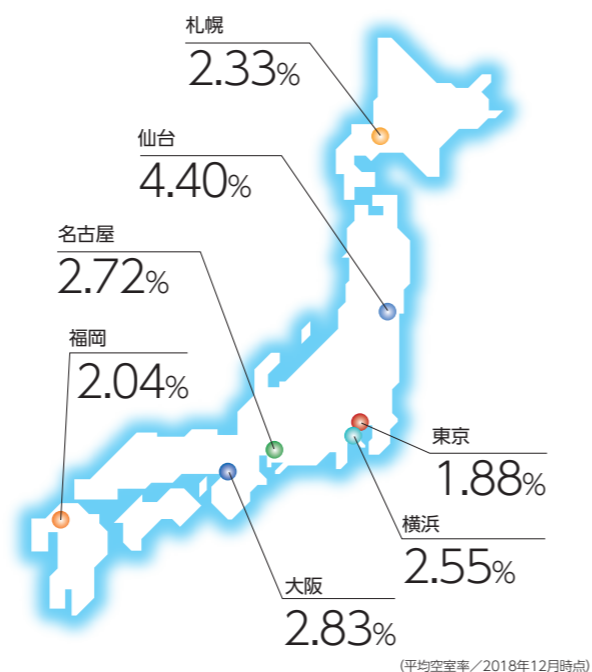 札幌
2.33%
仙台
4.40%
名古屋
2.72%
福岡
2.04%
東京
1.88%
横浜
2.55%
大阪
2.83%
(平均空室率／2018年12月時点)